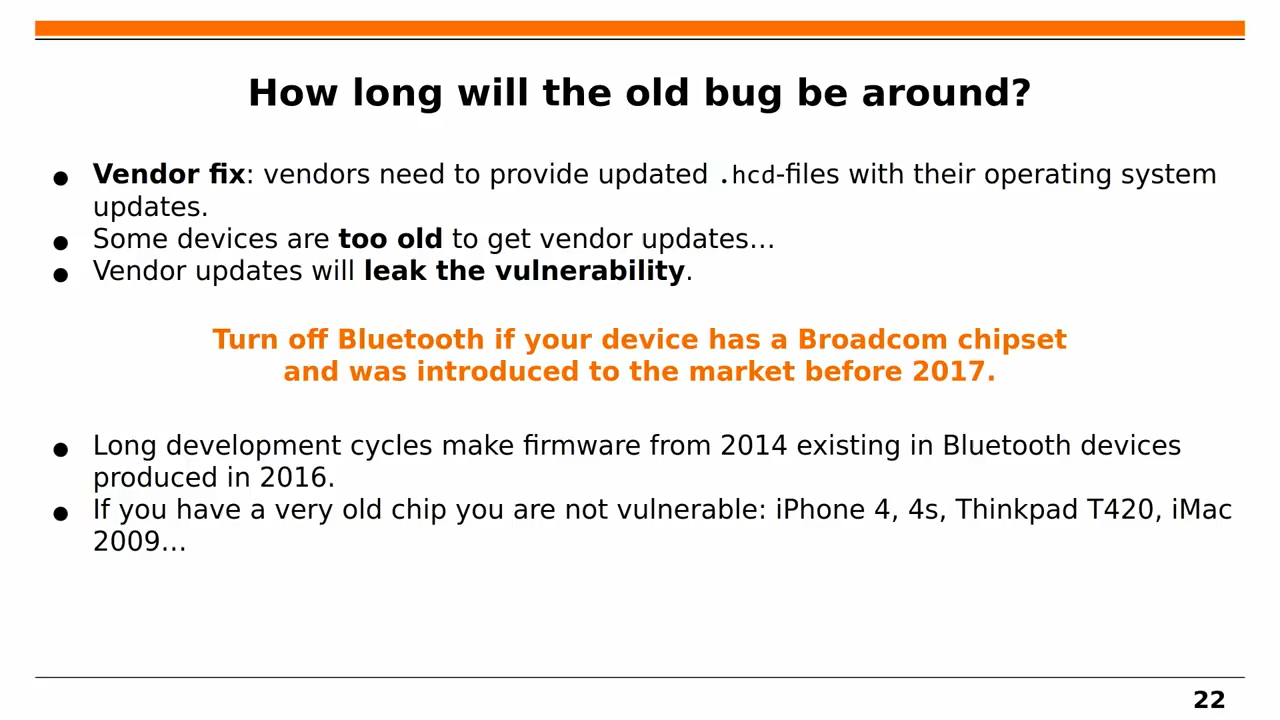 How long will the old bug be around?
● Vendor fix: vendors need to provide updated .hcd-files with their operating system
updates.
● Some devices are too old to get vendor updates…
● Vendor updates will leak the vulnerability.
Turn off Bluetooth if your device has a Broadcom chipset
and was introduced to the market before 2017.
● Long development cycles make firmware from 2014 existing in Bluetooth devices
produced in 2016.
● If you have a very old chip you are not vulnerable: iPhone 4, 4s, Thinkpad T420, iMac
2009…
22